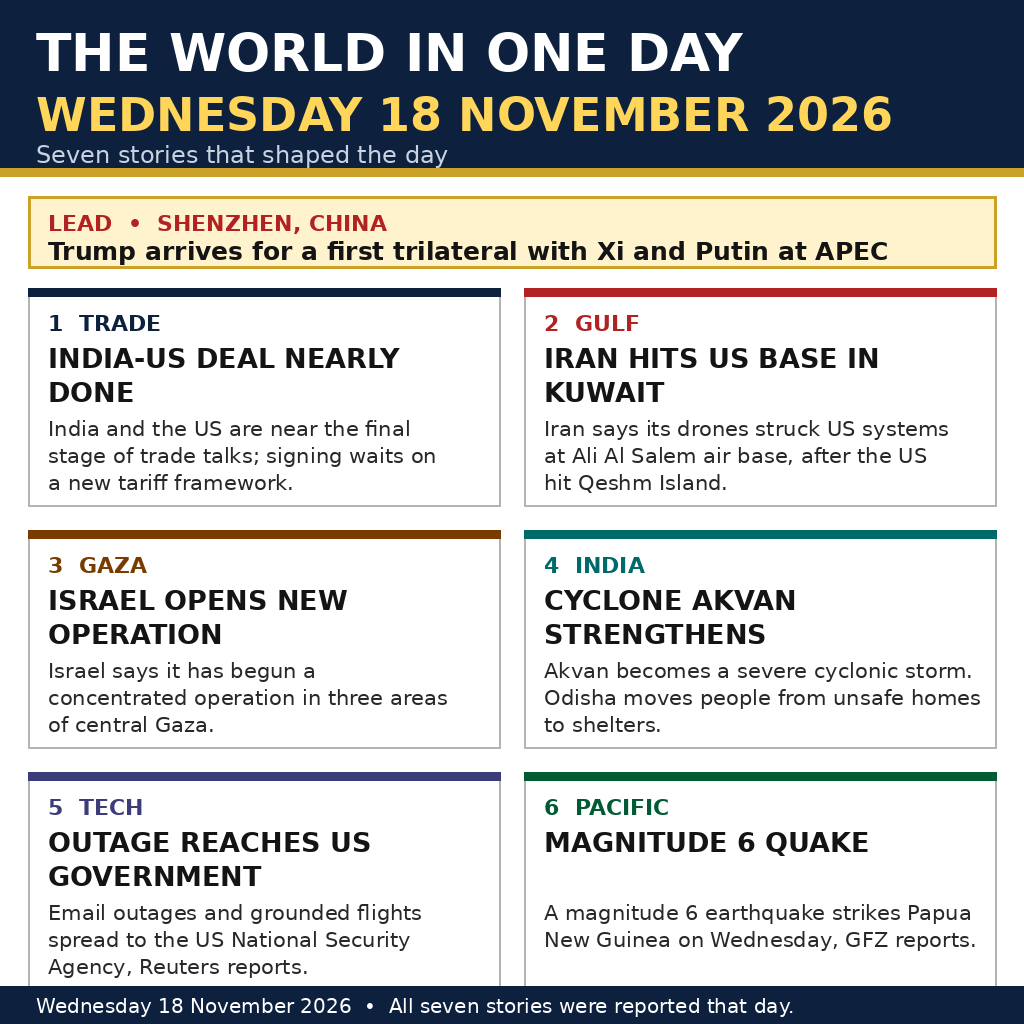 THE WORLD IN ONE DAY
WEDNESDAY 18 NOVEMBER 2026
Seven stories that shaped the day
LEAD • SHENZHEN, CHINA
Trump arrives for a first trilateral with Xi and Putin at APEC
1 TRADE
INDIA-US DEAL NEARLY
DONE
India and the US are near the final
stage of trade talks; signing waits on
a new tariff framework.
2 GULF
IRAN HITS US BASE IN
KUWAIT
Iran says its drones struck US systems
at Ali Al Salem air base, after the US
hit Qeshm Island.
3 GAZA
ISRAEL OPENS NEW
OPERATION
Israel says it has begun a
concentrated operation in three areas
of central Gaza.
4 INDIA
CYCLONE AKVAN
STRENGTHENS
Akvan becomes a severe cyclonic storm.
Odisha moves people from unsafe homes
to shelters.
5 TECH
OUTAGE REACHES US
GOVERNMENT
Email outages and grounded flights
spread to the US National Security
Agency, Reuters reports.
6 PACIFIC
MAGNITUDE 6 QUAKE
A magnitude 6 earthquake strikes Papua
New Guinea on Wednesday, GFZ reports.
Wednesday 18 November 2026 • All seven stories were reported that day.